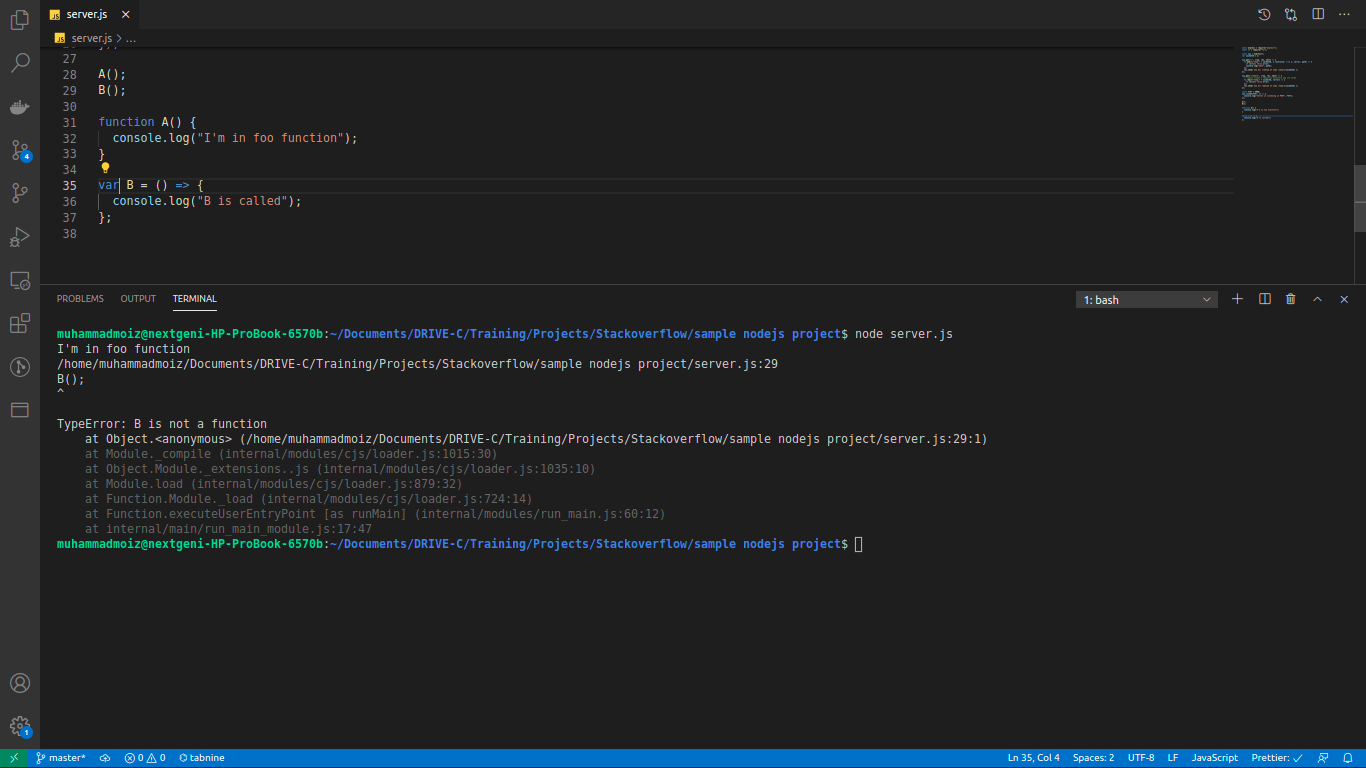 server.js
server.js > ...
27
28 A();
29 B();
30
31 function A() {
32 console.log("I'm in foo function");
33 }
34
35 var B = () => {
36 console.log("B is called");
37 };
38
4
PROBLEMS OUTPUT TERMINAL 1: bash
muhammadmoiz@nextgeni-HP-ProBook-6570b:~/Documents/DRIVE-C/Training/Projects/Stackoverflow/sample nodejs project$ node server.js
I'm in foo function
/home/muhammadmoiz/Documents/DRIVE-C/Training/Projects/Stackoverflow/sample nodejs project/server.js:29
B();
^
TypeError: B is not a function
at Object.<anonymous> (/home/muhammadmoiz/Documents/DRIVE-C/Training/Projects/Stackoverflow/sample nodejs project/server.js:29:1)
at Module._compile (internal/modules/cjs/loader.js:1015:30)
at Object.Module._extensions..js (internal/modules/cjs/loader.js:1035:10)
at Module.load (internal/modules/cjs/loader.js:879:32)
at Function.Module._load (internal/modules/cjs/loader.js:724:14)
at Function.executeUserEntryPoint [as runMain] (internal/modules/run_main.js:60:12)
at internal/main/run_main_module.js:17:47
muhammadmoiz@nextgeni-HP-ProBook-6570b:~/Documents/DRIVE-C/Training/Projects/Stackoverflow/sample nodejs project$
1
master* 0 0 tabnine Ln 35, Col 4 Spaces: 2 UTF-8 LF JavaScript Prettier: ✓